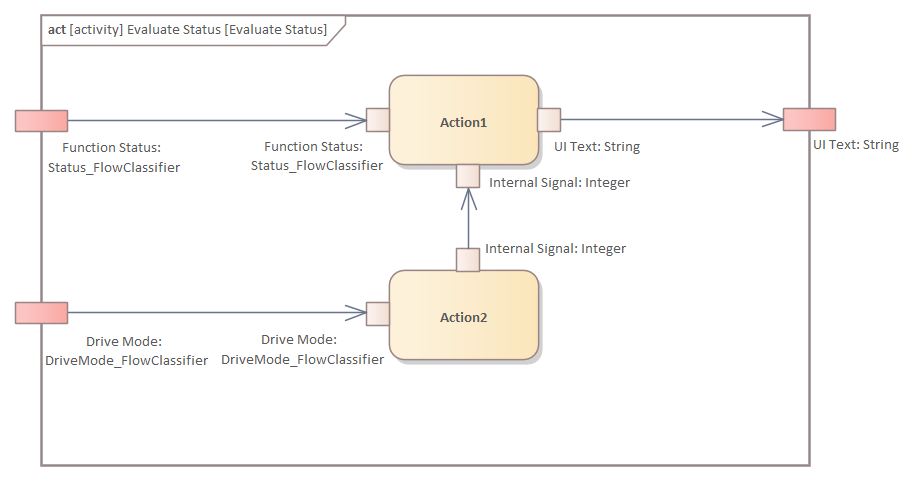 act [activity] Evaluate Status [Evaluate Status]
Action1
Function Status:
Status_FlowClassifier
Function Status:
Status_FlowClassifier
UI Text: String
UI Text: String
Internal Signal: Integer
Internal Signal: Integer
Action2
Drive Mode:
DriveMode_FlowClassifier
Drive Mode:
DriveMode_FlowClassifier